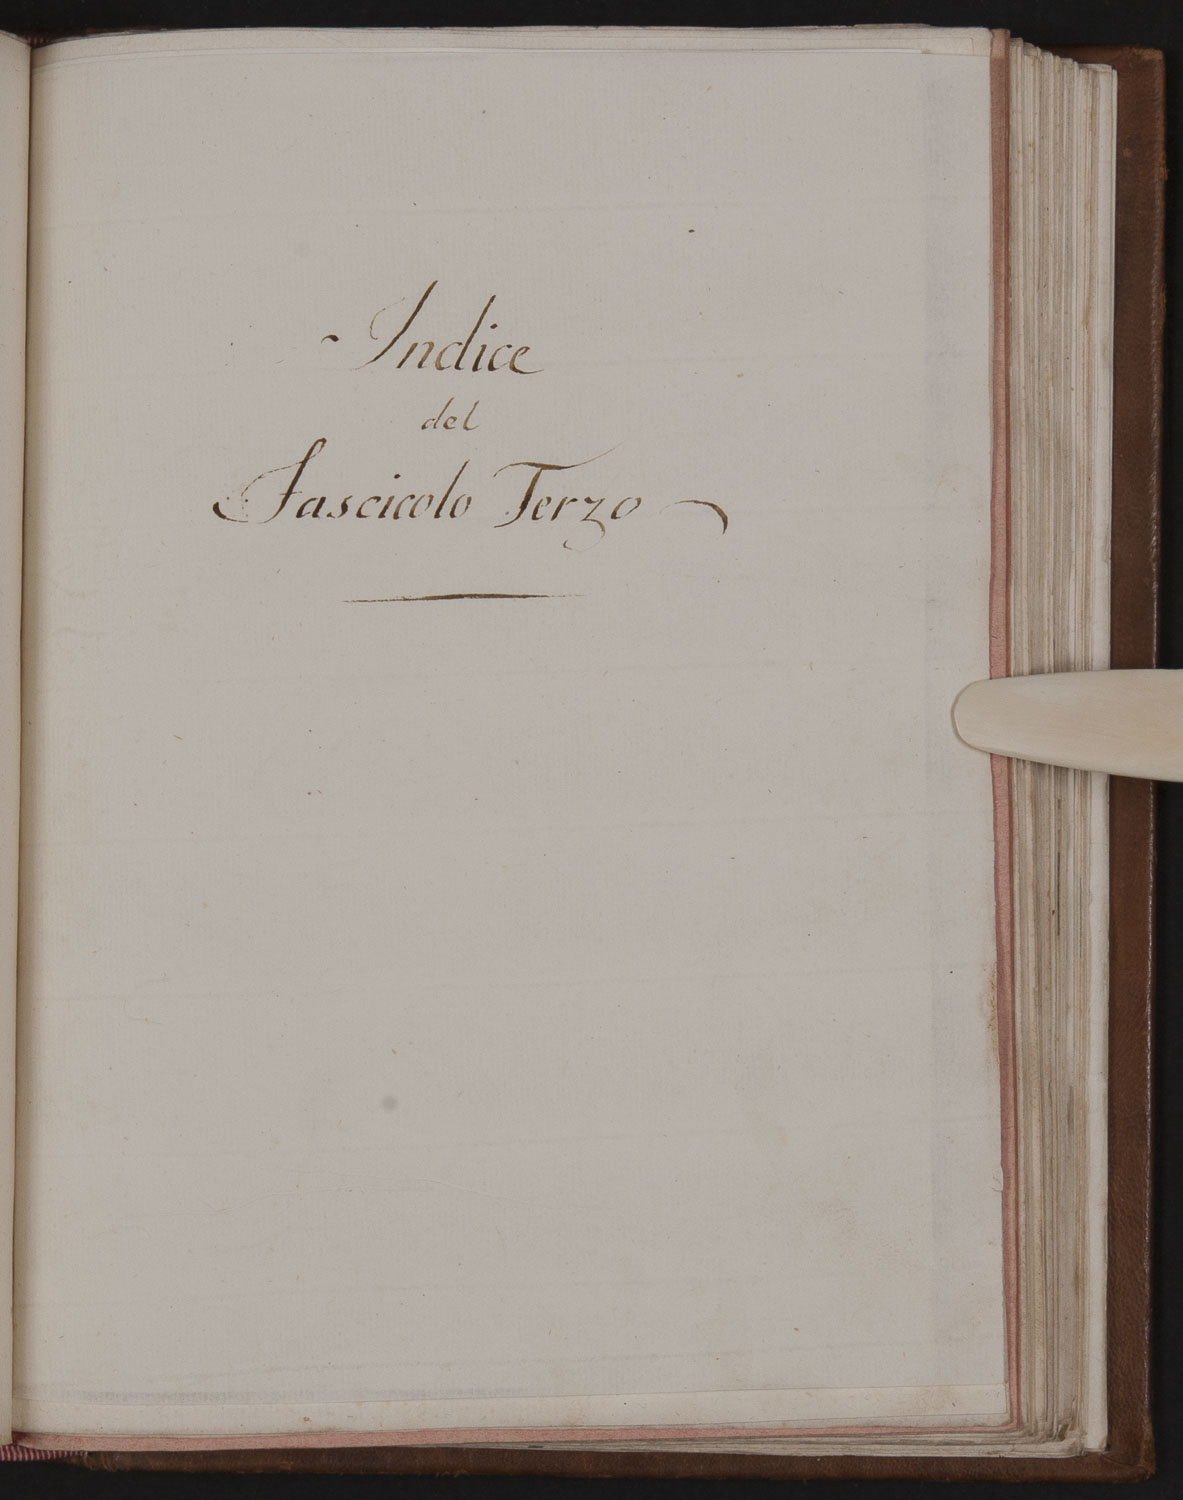 Indice
del
Fascicolo Terzo